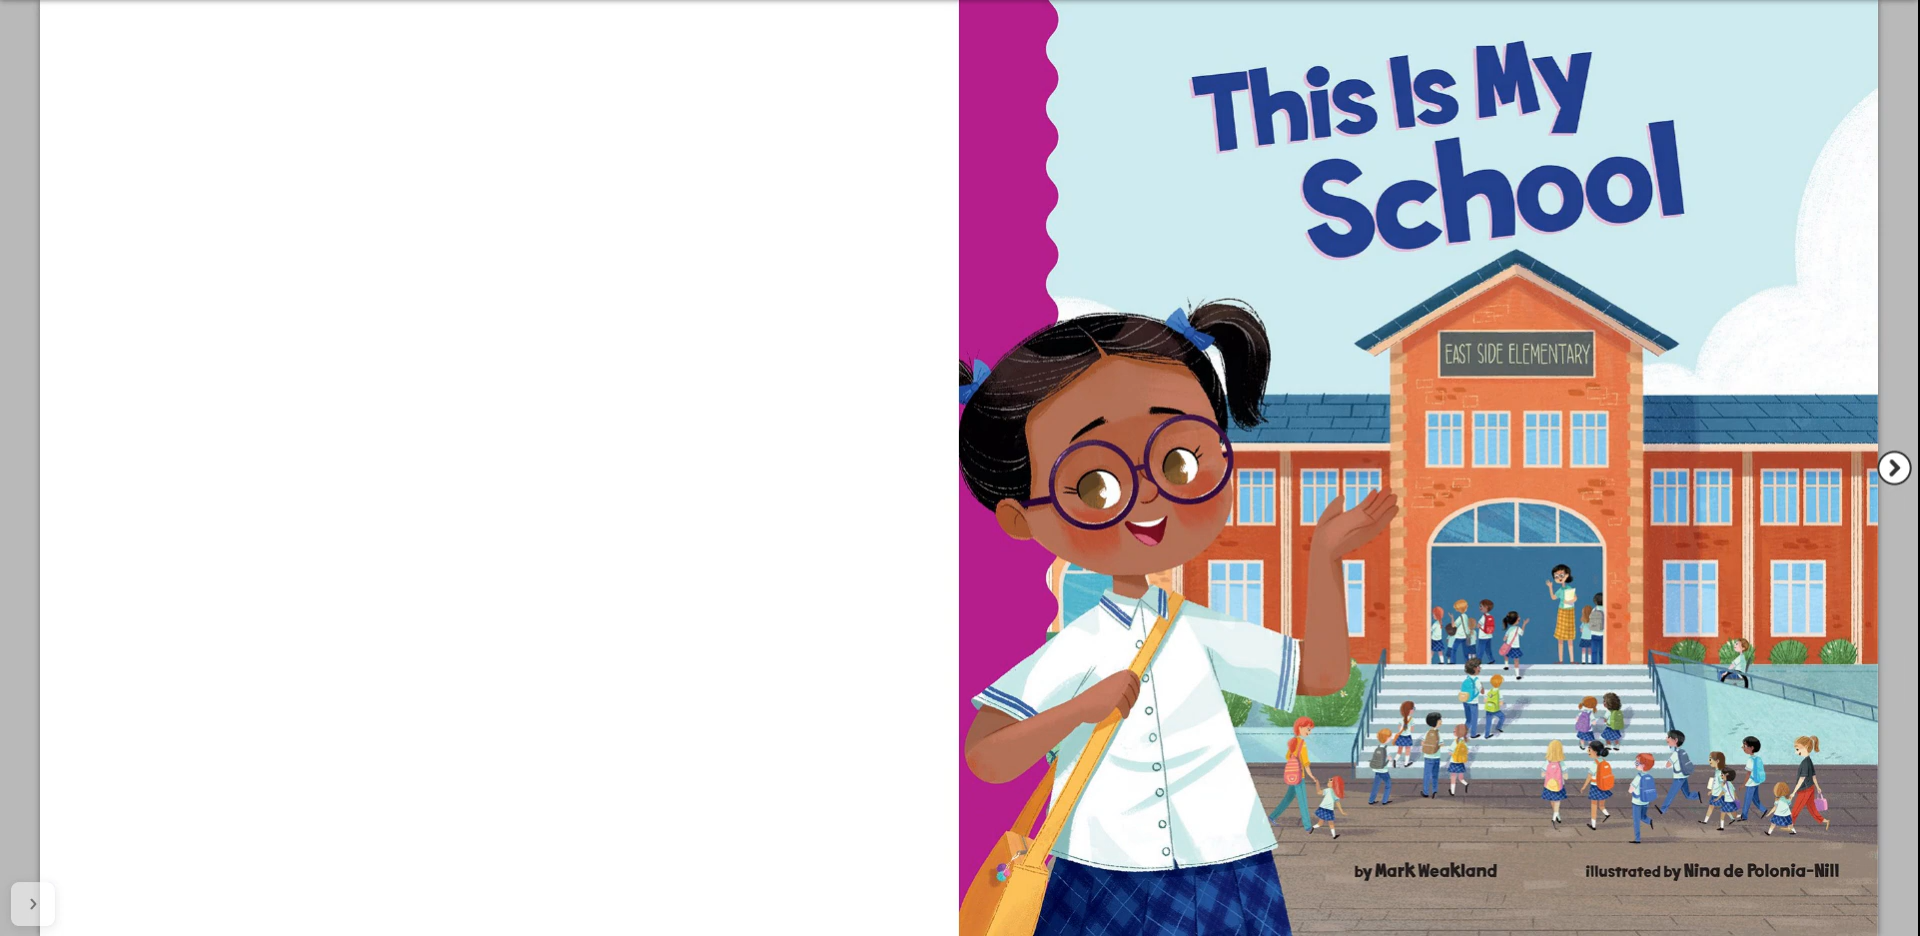 This Is My
School
EAST SIDE ELEMENTARY
by Mark Weakland
illustrated by Nina de Polonia-Nill